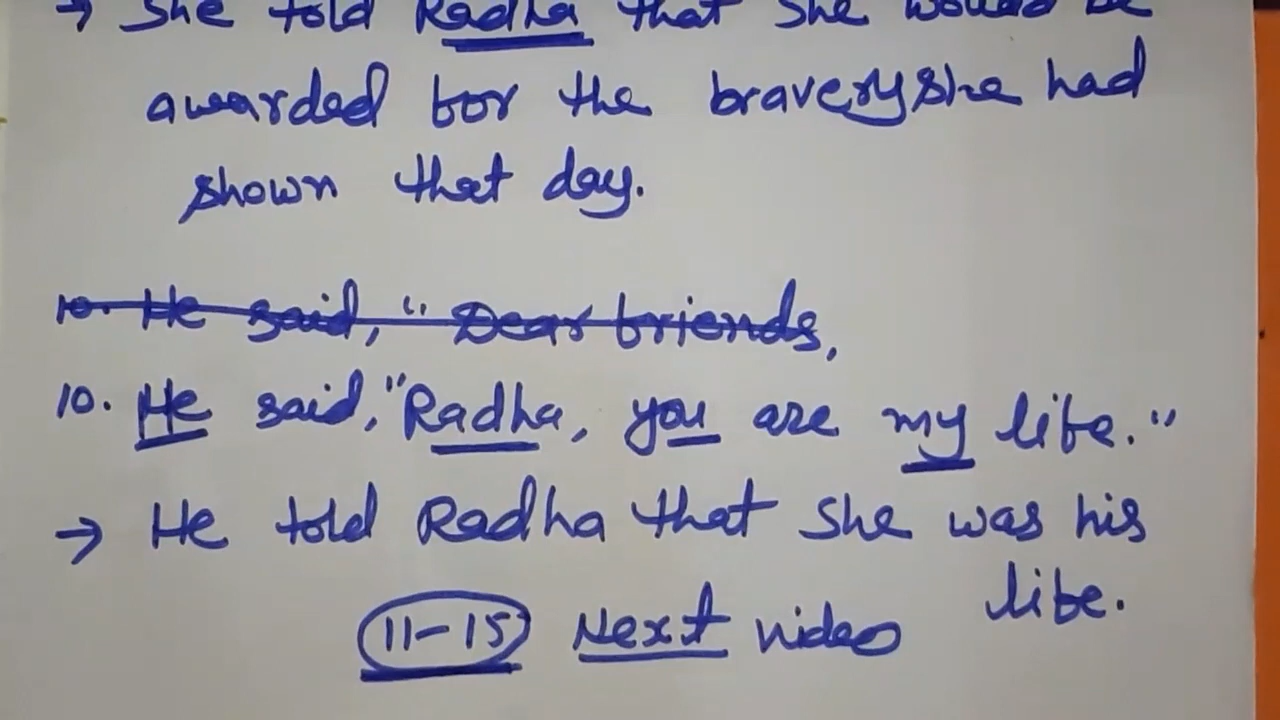 → She told Radha that she would be
awarded for the bravery she had
shown that day.
10. He said, "Dear friends,
10. He said, "Radha, you are my life."
→ He told Radha that she was his
life.
11-15 Next video